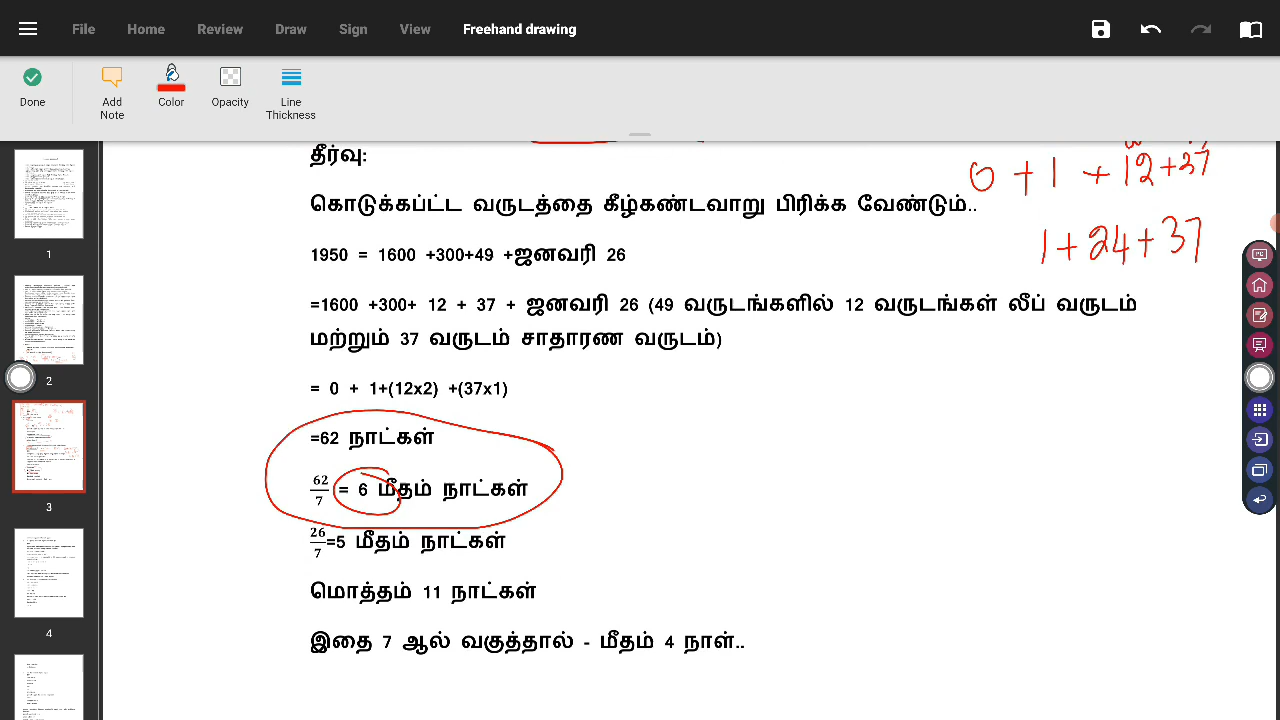 File Home Review Draw Sign View Freehand drawing
Done Add Note Color Opacity Line Thickness
தீர்வு:
0 + 1 + 12 + 37
கொடுக்கப்ட்ட வருடத்தை கீழ்கண்டவாறு பிரிக்க வேண்டும்..
1 + 24 + 37
1950 = 1600 +300+49 +ஜனவரி 26
=1600 +300+ 12 + 37 + ஜனவரி 26 (49 வருடங்களில் 12 வருடங்கள் லீப் வருடம்
மற்றும் 37 வருடம் சாதாரண வருடம்)
= 0 + 1+(12x2) +(37x1)
=62 நாட்கள்
62/7 = 6 மீதம் நாட்கள்
26/7=5 மீதம் நாட்கள்
மொத்தம் 11 நாட்கள்
இதை 7 ஆல் வகுத்தால் - மீதம் 4 நாள்..
1
2
3
4